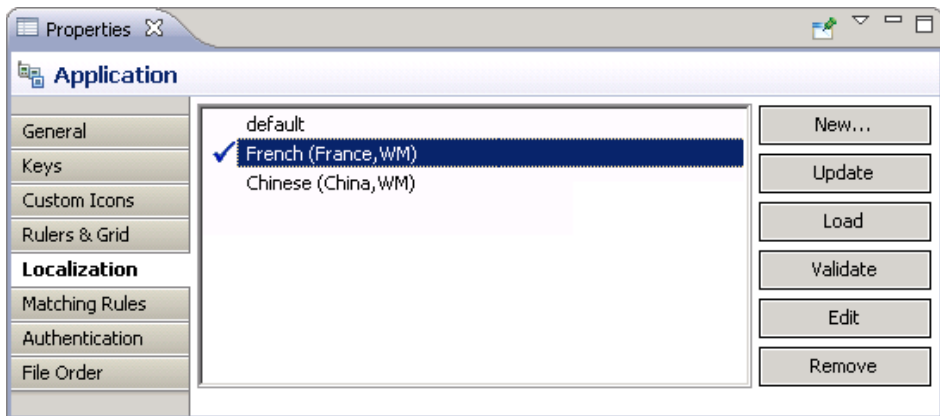 Properties
Application
General
Keys
Custom Icons
Rulers & Grid
Localization
Matching Rules
Authentication
File Order
default
French (France,WM)
Chinese (China,WM)
New...
Update
Load
Validate
Edit
Remove